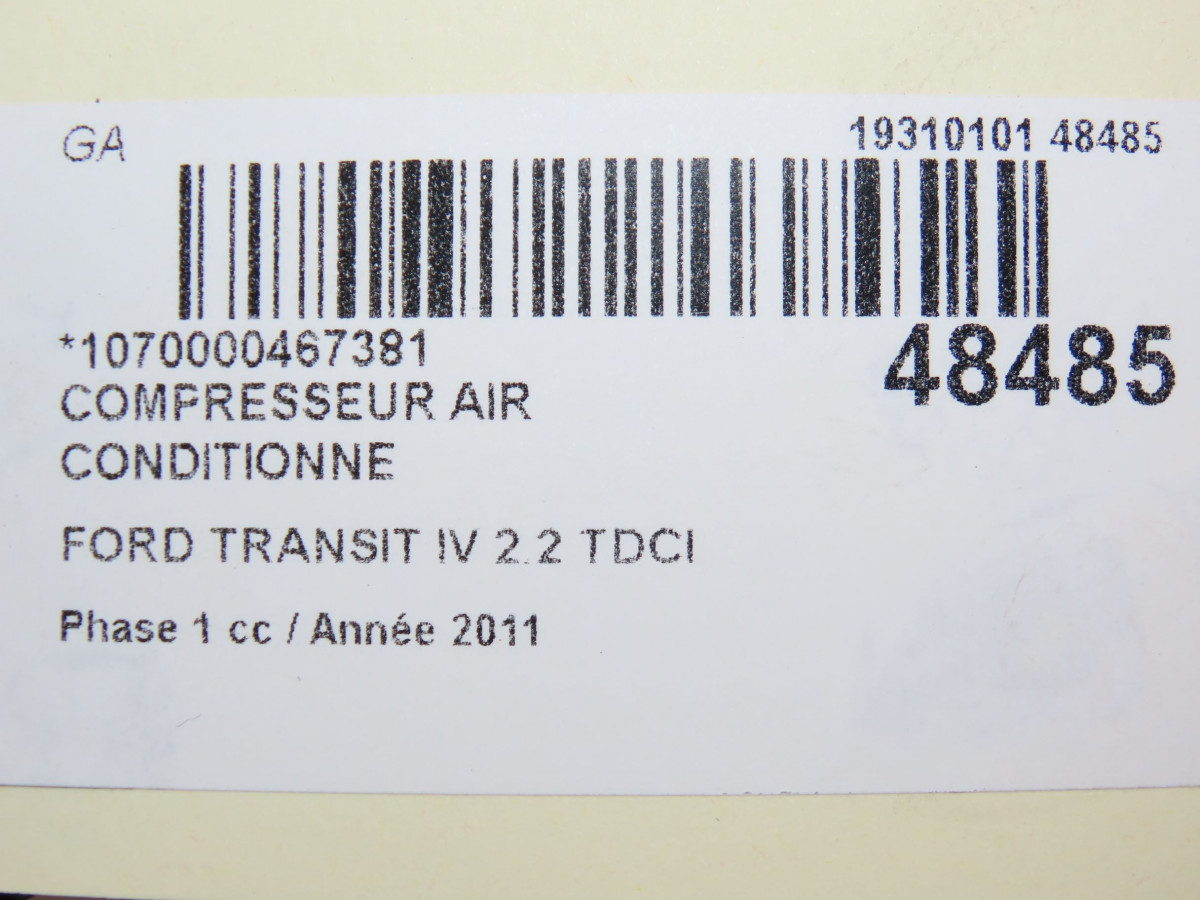 GA
19310101 48485
*1070000467381
48485
COMPRESSEUR AIR
CONDITIONNE
FORD TRANSIT IV 2.2 TDCI
Phase 1 cc / Année 2011